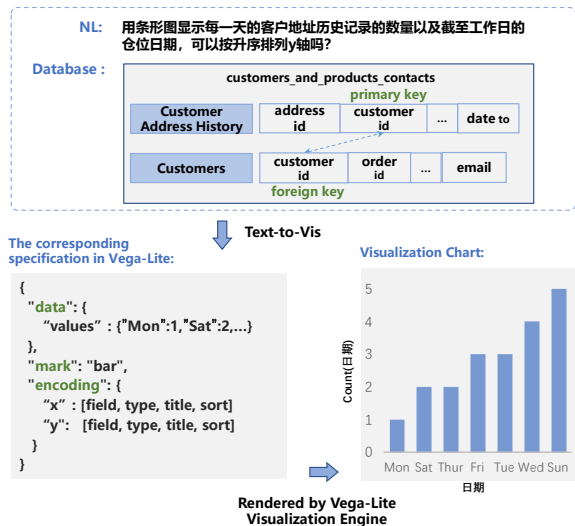 NL: 用条形图显示每一天的客户地址历史记录的数量以及截至工作日的
仓位日期，可以按升序排列y轴吗？
Database :
customers_and_products_contacts
primary key
Customer Address History
address id
customer id
...
date to
Customers
customer id
order id
...
email
foreign key
Text-to-Vis
The corresponding
specification in Vega-Lite:
{
"data": {
“values” : {"Mon":1,"Sat":2,...}
},
"mark": "bar",
"encoding": {
“x” : [field, type, title, sort]
“y": [field, type, title, sort]
}
}
Visualization Chart:
Count(日期)
5
4
3
2
1
0
Mon Sat Thur Fri Tue Wed Sun
日期
Rendered by Vega-Lite
Visualization Engine